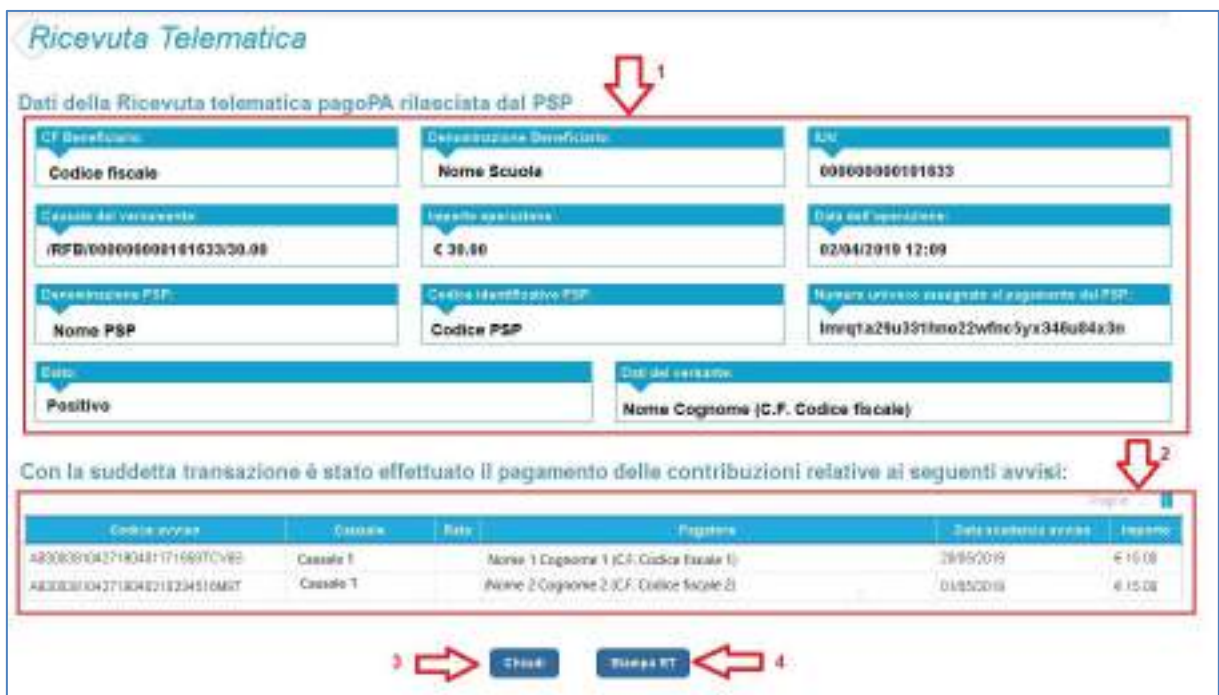 Ricevuta Telematica
1
Dati della Ricevuta telematica pagoPA rilasciata dal PSP
CF Beneficiario: Denominazione Beneficiario: IUV:
Codice fiscale Nome Scuola 000000000101633
Causale del versamento: Importo operazione: Data dell'operazione:
/RFB/000000000101633/30.00 € 30.00 02/04/2019 12:09
Denominazione PSP: Codice identificativo PSP: Numero univoco assegnato al pagamento dal PSP:
Nome PSP Codice PSP
Esito: Dati del versante:
Positivo Nome Cognome (C.F. Codice fiscale)
2
Con la suddetta transazione è stato effettuato il pagamento delle contribuzioni relative ai seguenti avvisi:
Codice avviso Causale Rata Pagatore Data scadenza avviso Importo
Causale 1 Nome 1 Cognome 1 (C.F. Codice fiscale 1) € 15.00
Causale 1 Nome 2 Cognome 2 (C.F. Codice fiscale 2) € 15.00
3 Chiudi Stampa RT 4